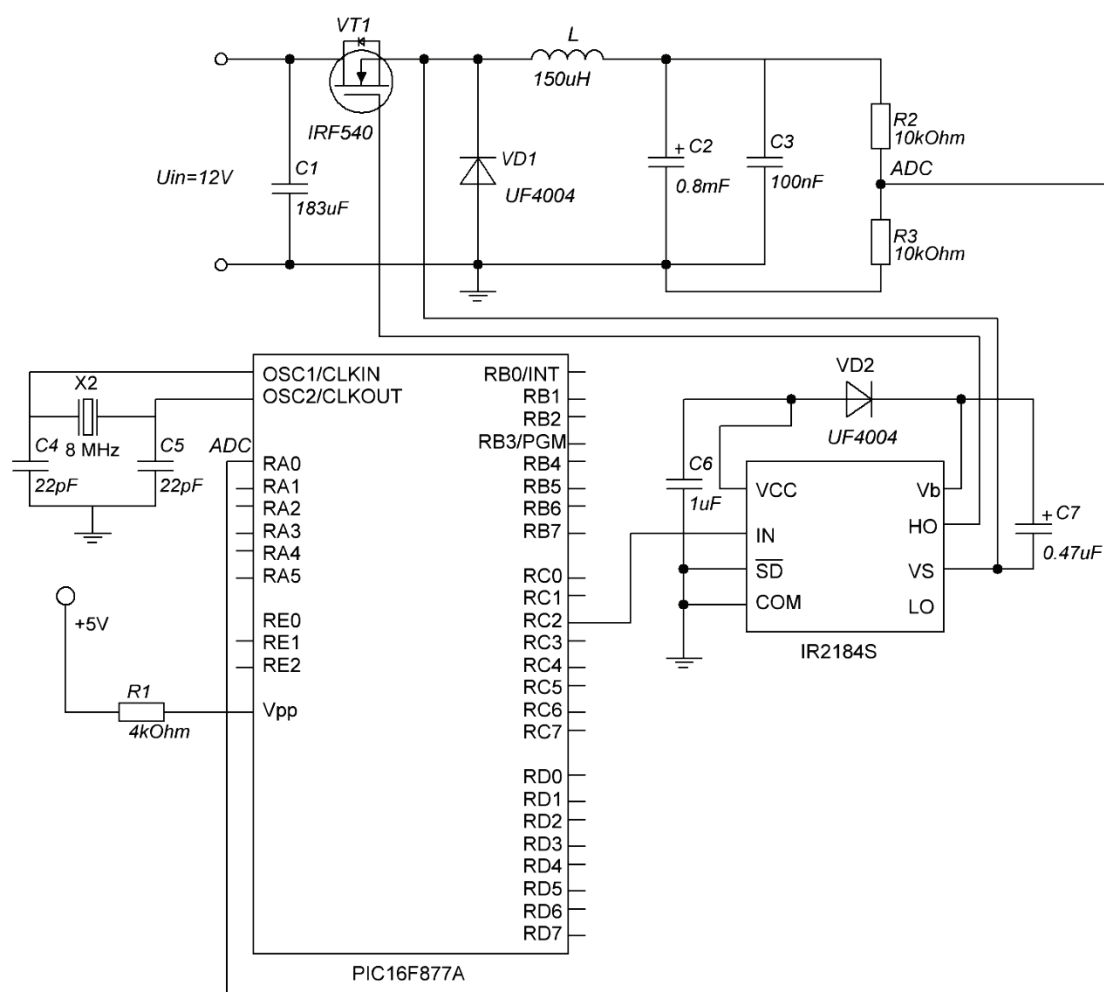 VT1
IRF540
L
150uH
Uin=12V
C1
183uF
VD1
UF4004
+ C2
0.8mF
C3
100nF
R2
10kOhm
ADC
R3
10kOhm
X2
8 MHz
C4
22pF
C5
22pF
ADC
+5V
R1
4kOhm
OSC1/CLKIN
OSC2/CLKOUT
RA0
RA1
RA2
RA3
RA4
RA5
RE0
RE1
RE2
Vpp
RB0/INT
RB1
RB2
RB3/PGM
RB4
RB5
RB6
RB7
RC0
RC1
RC2
RC3
RC4
RC5
RC6
RC7
RD0
RD1
RD2
RD3
RD4
RD5
RD6
RD7
PIC16F877A
VD2
UF4004
C6
1uF
VCC
IN
SD
COM
Vb
HO
VS
LO
+ C7
0.47uF
IR2184S